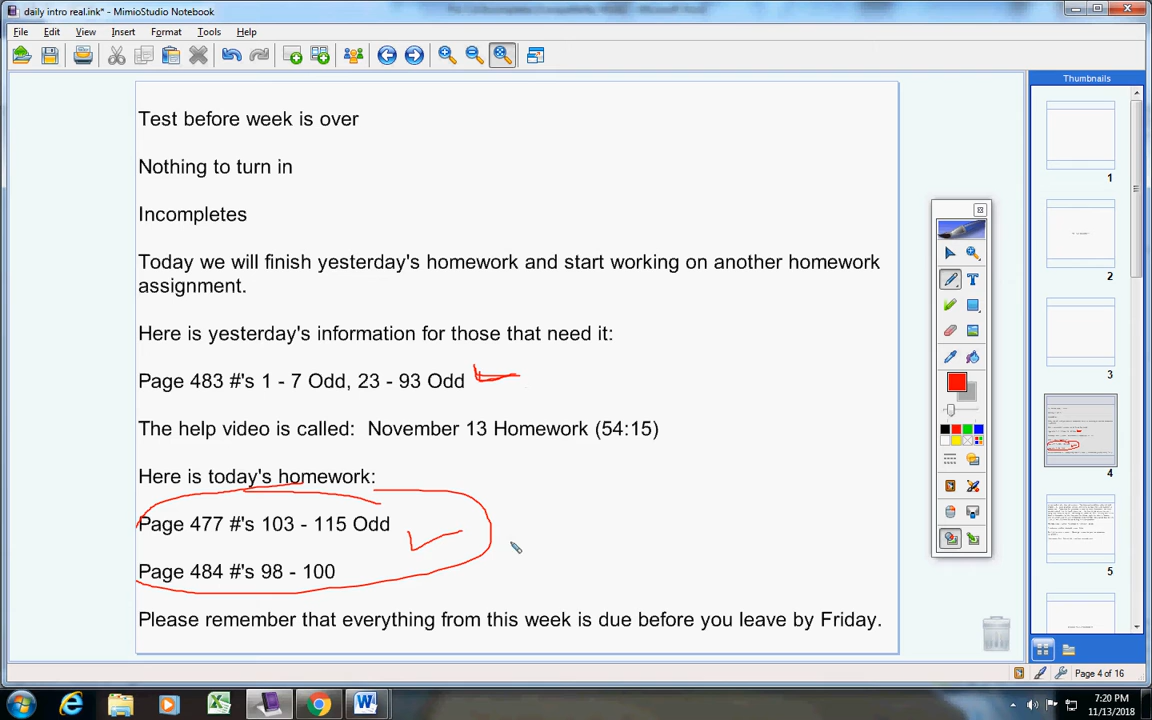 daily intro real.ink* - MimioStudio Notebook
File Edit View Insert Format Tools Help
Test before week is over
Nothing to turn in
Incompletes
Today we will finish yesterday's homework and start working on another homework
assignment.
Here is yesterday's information for those that need it:
Page 483 #'s 1 - 7 Odd, 23 - 93 Odd
The help video is called:  November 13 Homework (54:15)
Here is today's homework:
Page 477 #'s 103 - 115 Odd
Page 484 #'s 98 - 100
Please remember that everything from this week is due before you leave by Friday.
Thumbnails
1
2
3
4
5
Page 4 of 16
7:20 PM
11/13/2018